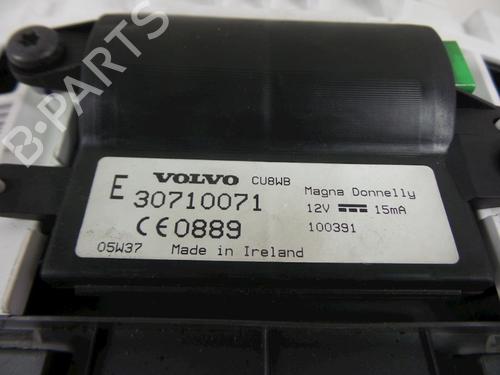 B-PARTS
VOLVO CU8WB
E 30710071
Magna Donnelly
12V 15mA
CE0889
100391
05W37 Made in Ireland